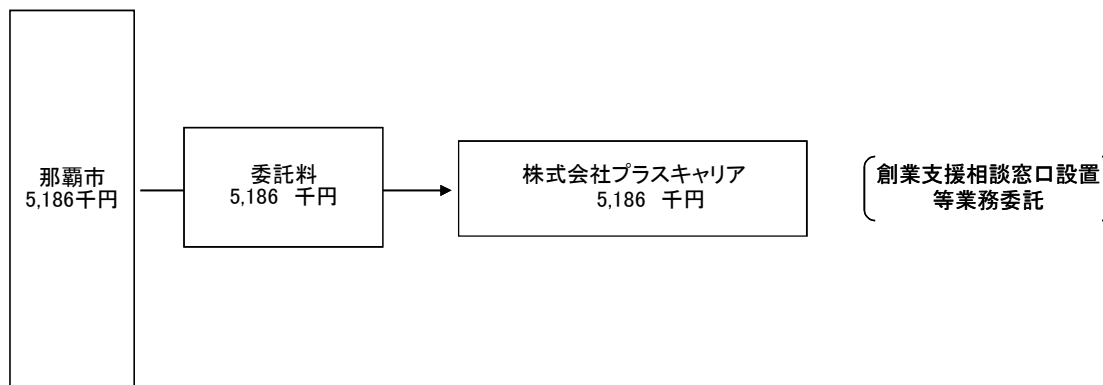 那覇市
5,186千円
委託料
5,186 千円
株式会社プラスキャリア
5,186 千円
創業支援相談窓口設置
等業務委託